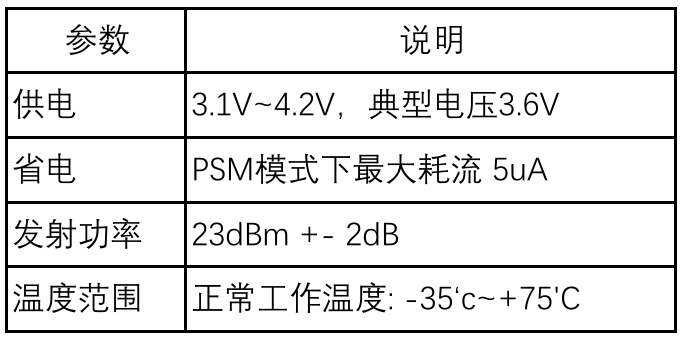 参数 说明
供电 3.1V~4.2V，典型电压3.6V
省电 PSM模式下最大耗流 5uA
发射功率 23dBm +- 2dB
温度范围 正常工作温度: -35‘c~+75'C